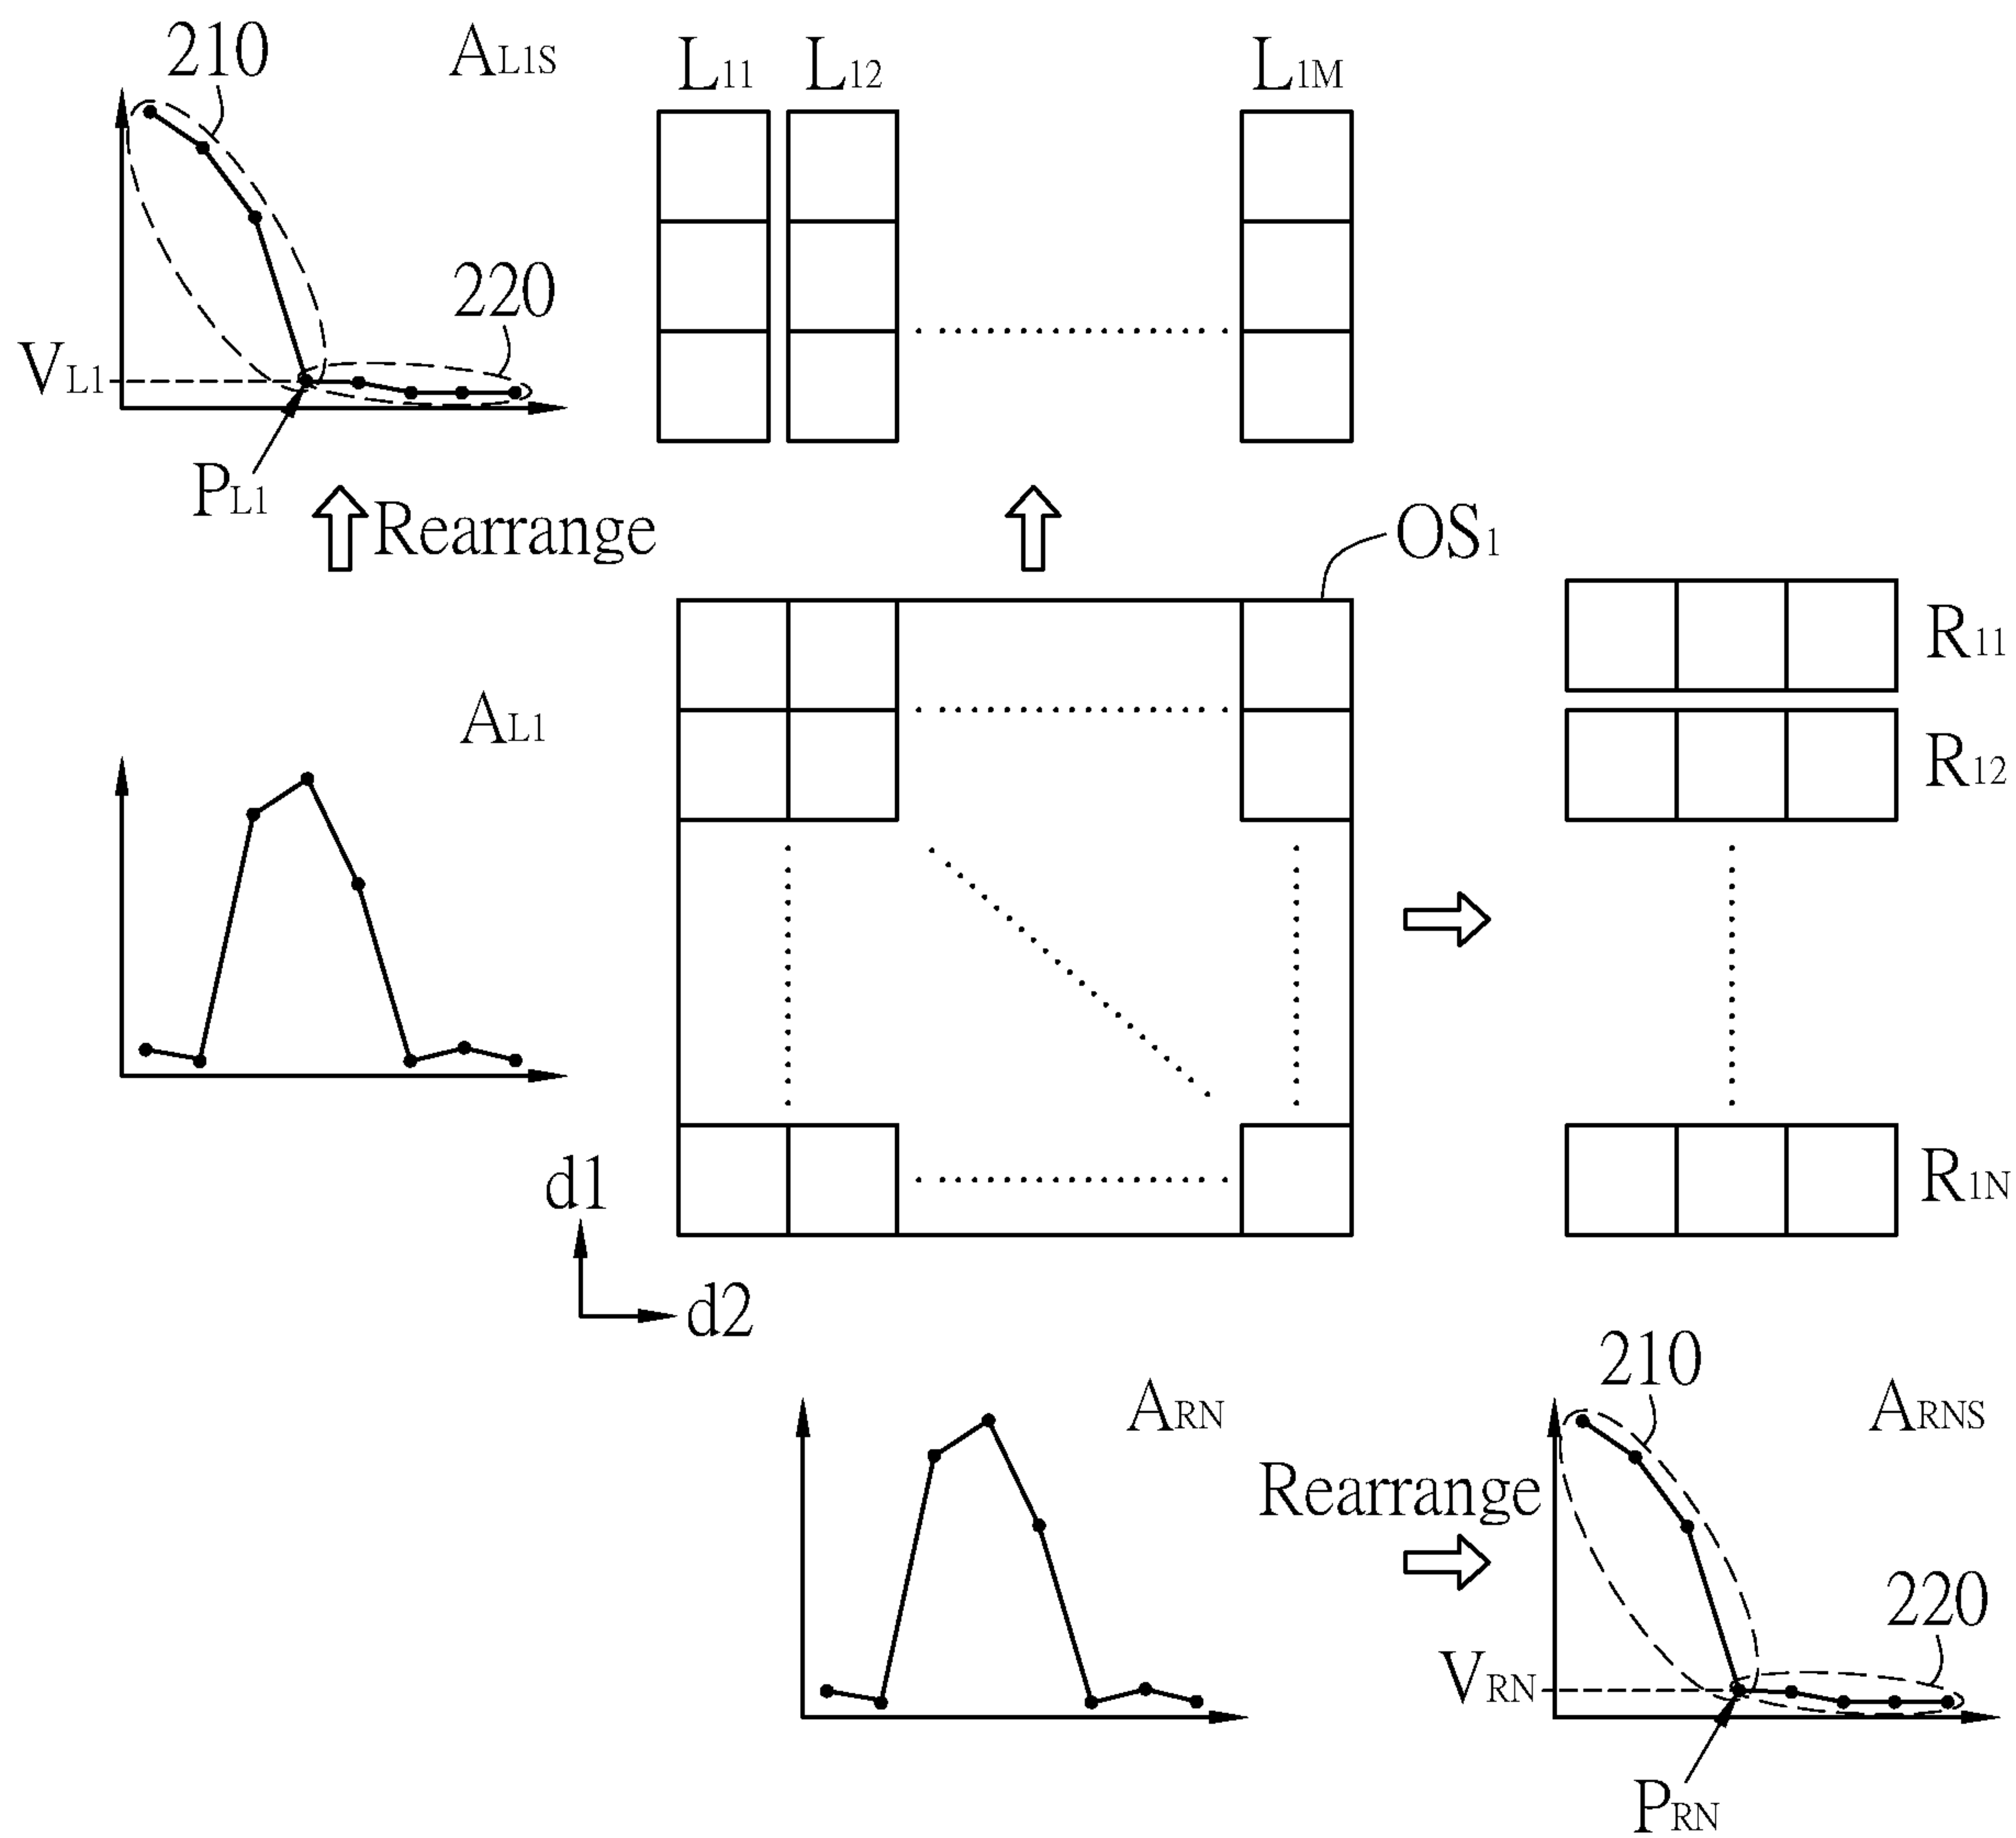 210
AL1S
L11 L12 L1M
220
VL1
PL1
Rearrange
OS1
R11
AL1
R12
d1
R1N
d2
210
ARN
ARNS
Rearrange
220
VRN
PRN